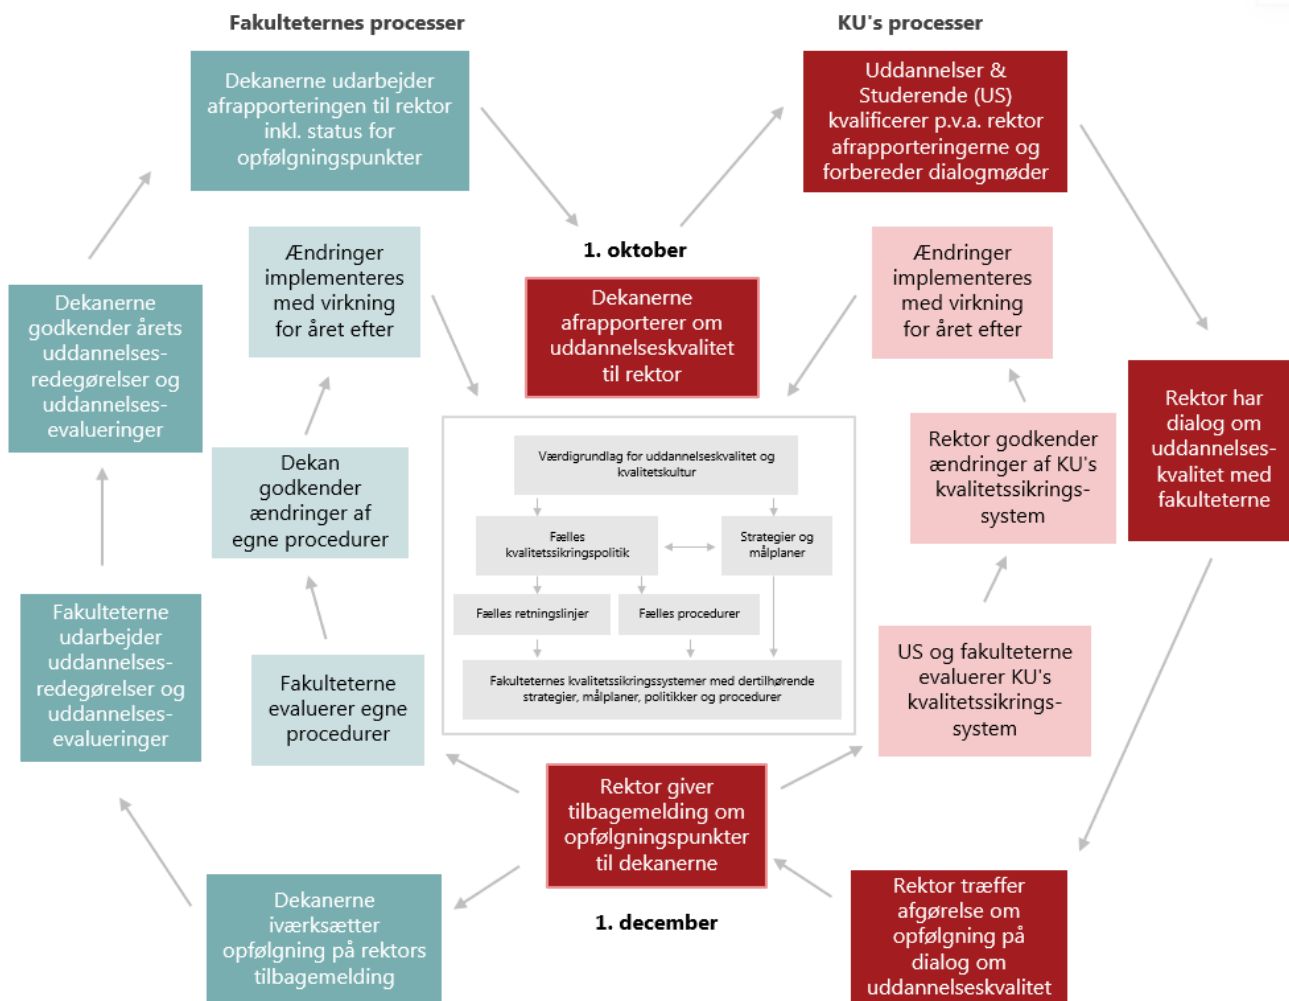 Fakulteternes processer
KU's processer
Dekanerne udarbejder
afrapporteringen til rektor
inkl. status for
opfølgningspunkter
Uddannelser &
Studerende (US)
kvalificerer p.v.a. rektor
afrapporteringerne og
forbereder dialogmøder
Ændringer
implementeres
med virkning
for året efter
1. oktober
Dekanerne
afrapporterer om
uddannelseskvalitet
til rektor
Ændringer
implementeres
med virkning
for året efter
Dekanerne
godkender årets
uddannelses-
redegørelser og
uddannelses-
evalueringer
Rektor har
dialog om
uddannelses-
kvalitet med
fakulteterne
Dekan
godkender
ændringer af
egne procedurer
Rektor godkender
ændringer af KU's
kvalitetssikrings-
system
Værdigrundlag for uddannelseskvalitet og
kvalitetskultur
Fælles
kvalitetssikringspolitik
Strategier og
målplaner
Fælles retningslinjer
Fælles procedurer
Fakulteternes kvalitetssikringssystemer med dertilhørende
strategier, målplaner, politikker og procedurer
Fakulteterne
udarbejder
uddannelses-
redegørelser og
uddannelses-
evalueringer
Fakulteterne
evaluerer egne
procedurer
US og fakulteterne
evaluerer KU's
kvalitetssikrings-
system
Rektor giver
tilbagemelding om
opfølgningspunkter
til dekanerne
1. december
Dekanerne
iværksætter
opfølgning på rektors
tilbagemelding
Rektor træffer
afgørelse om
opfølgning på
dialog om
uddannelseskvalitet